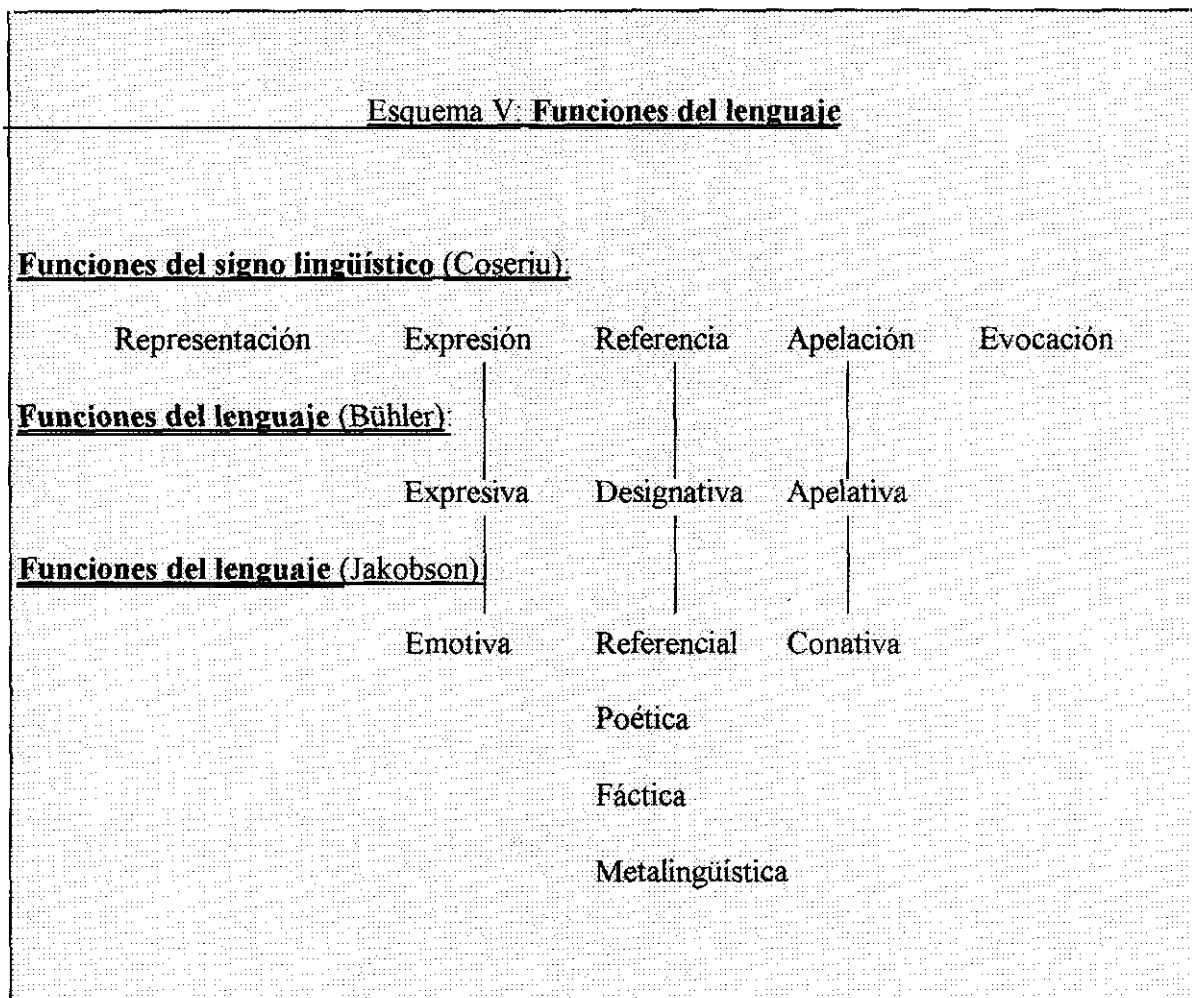 Esquema V: Funciones del lenguaje
Funciones del signo lingüístico (Coseriu):
Representación Expresión Referencia Apelación Evocación
Funciones del lenguaje (Bühler):
Expresiva Designativa Apelativa
Funciones del lenguaje (Jakobson)
Emotiva Referencial Conativa
Poética
Fáctica
Metalingüística